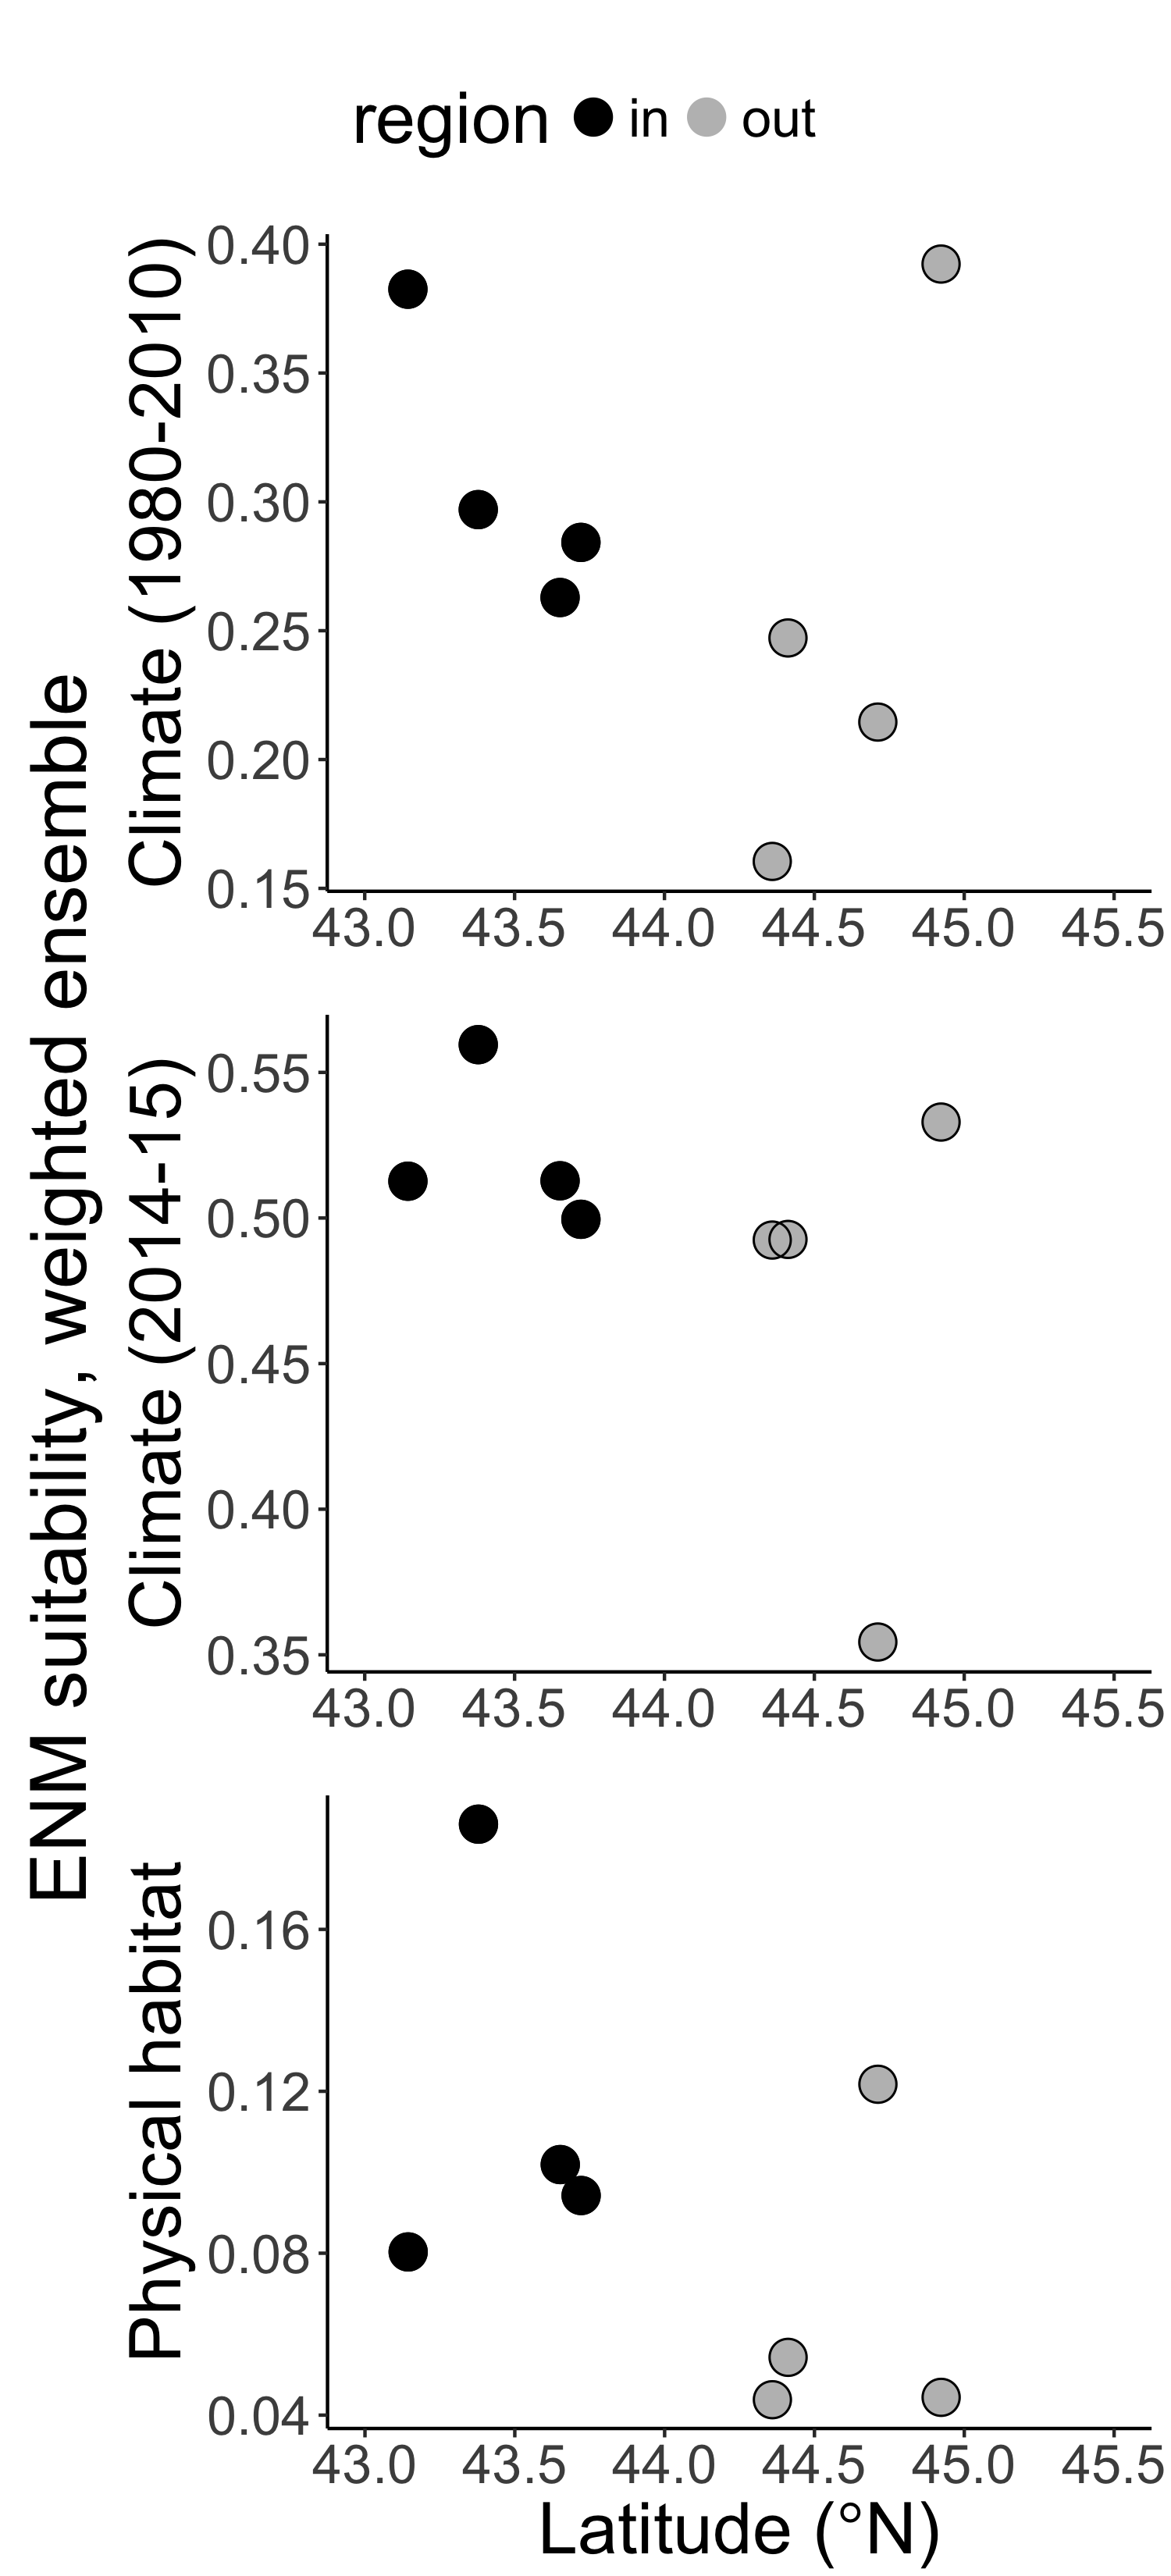 region in out
ENM suitability, weighted ensemble
Climate (1980-2010)
0.40
0.35
0.30
0.25
0.20
0.15
43.0 43.5 44.0 44.5 45.0 45.5
Climate (2014-15)
0.55
0.50
0.45
0.40
0.35
43.0 43.5 44.0 44.5 45.0 45.5
Physical habitat
0.16
0.12
0.08
0.04
43.0 43.5 44.0 44.5 45.0 45.5
Latitude (°N)